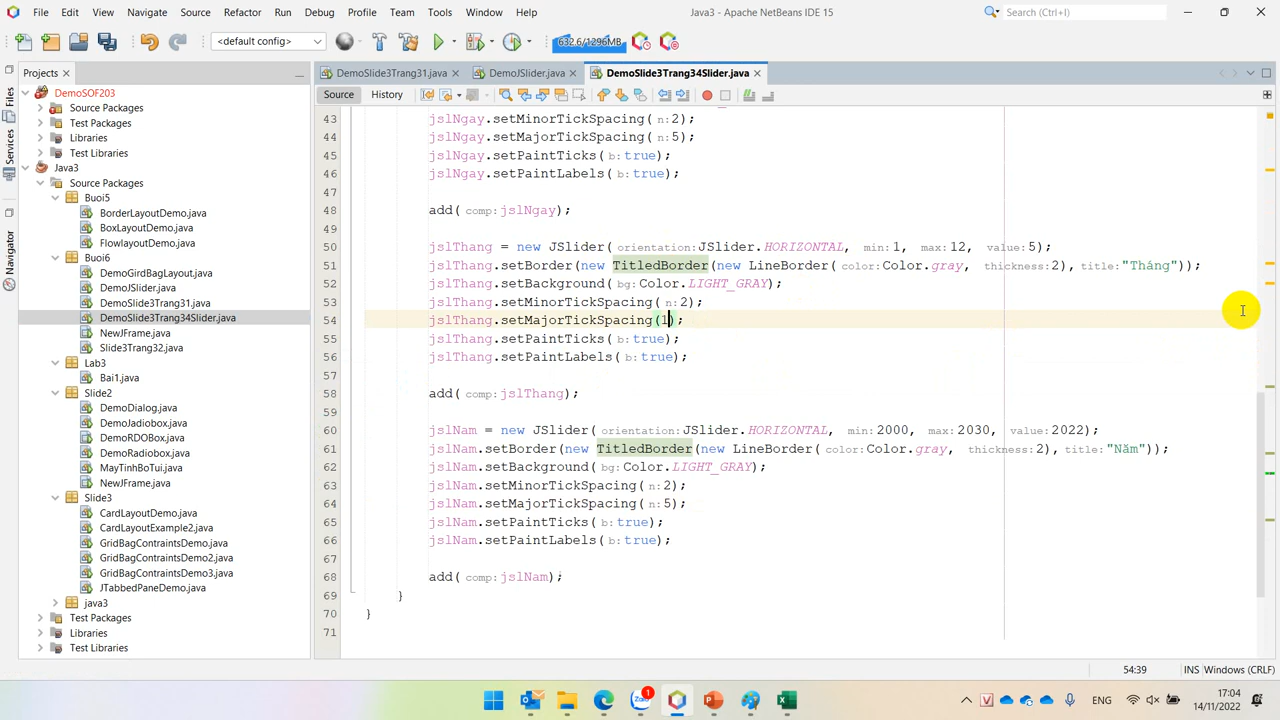 File Edit View Navigate Source Refactor Run Debug Profile Team Tools Window Help Java3 - Apache NetBeans IDE 15 Search (Ctrl+I)
<default config> 632.6/1296MB
Projects DemoSlide3Trang31.java DemoJSlider.java DemoSlide3Trang34Slider.java
Source History
Files
Services
Navigator
DemoSOF203
Source Packages
Test Packages
Libraries
Test Libraries
Java3
Source Packages
Buoi5
BorderLayoutDemo.java
BoxLayoutDemo.java
FlowlayoutDemo.java
Buoi6
DemoGirdBagLayout.java
DemoJSlider.java
DemoSlide3Trang31.java
DemoSlide3Trang34Slider.java
NewJFrame.java
Slide3Trang32.java
Lab3
Bai1.java
Slide2
DemoDialog.java
DemoJadiobox.java
DemoRDOBox.java
DemoRadiobox.java
MayTinhBoTui.java
NewJFrame.java
Slide3
CardLayoutDemo.java
CardLayoutExample2.java
GridBagContraintsDemo.java
GridBagContraintsDemo2.java
GridBagContraintsDemo3.java
JTabbedPaneDemo.java
java3
Test Packages
Libraries
Test Libraries
43 jslNgay.setMinorTickSpacing( n: 2);
44 jslNgay.setMajorTickSpacing( n: 5);
45 jslNgay.setPaintTicks( b: true);
46 jslNgay.setPaintLabels( b: true);
47
48 add( comp: jslNgay);
49
50 jslThang = new JSlider( orientation: JSlider.HORIZONTAL, min: 1, max: 12, value: 5);
51 jslThang.setBorder(new TitledBorder(new LineBorder( color: Color.gray, thickness: 2), title: "Tháng"));
52 jslThang.setBackground( bg: Color.LIGHT_GRAY);
53 jslThang.setMinorTickSpacing( n: 2);
54 jslThang.setMajorTickSpacing(1);
55 jslThang.setPaintTicks( b: true);
56 jslThang.setPaintLabels( b: true);
57
58 add( comp: jslThang);
59
60 jslNam = new JSlider( orientation: JSlider.HORIZONTAL, min: 2000, max: 2030, value: 2022);
61 jslNam.setBorder(new TitledBorder(new LineBorder( color: Color.gray, thickness: 2), title: "Năm"));
62 jslNam.setBackground( bg: Color.LIGHT_GRAY);
63 jslNam.setMinorTickSpacing( n: 2);
64 jslNam.setMajorTickSpacing( n: 5);
65 jslNam.setPaintTicks( b: true);
66 jslNam.setPaintLabels( b: true);
67
68 add( comp: jslNam);
69 }
70 }
71
54:39 INS Windows (CRLF)
Zalo 1 ENG 17:04
14/11/2022